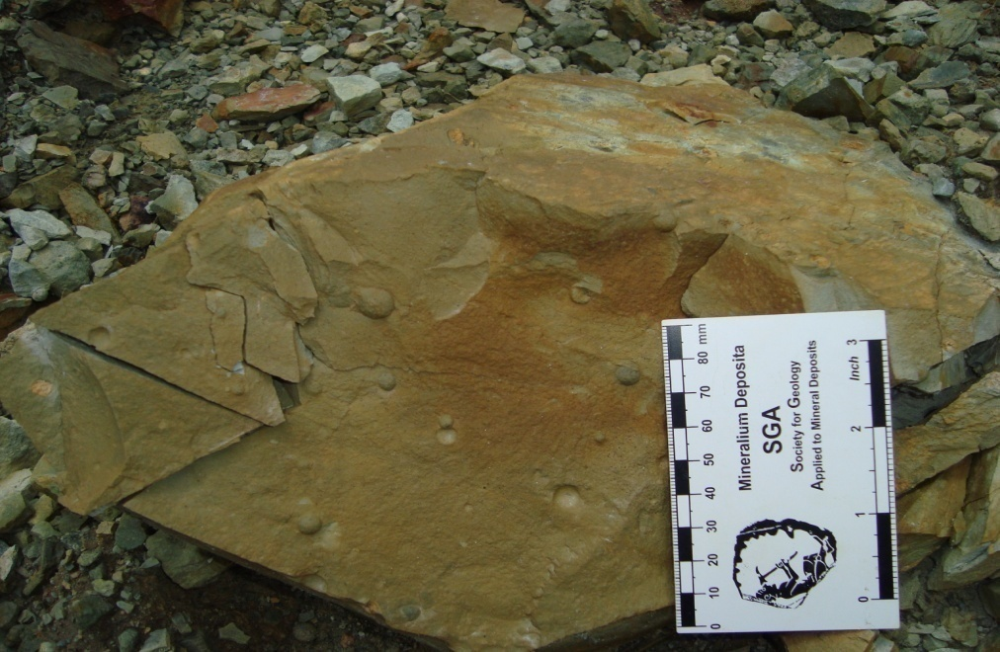 Mineralium Deposita
SGA
Society for Geology
Applied to Mineral Deposits
0 10 20 30 40 50 60 70 80 mm
0 1 2 3
Inch